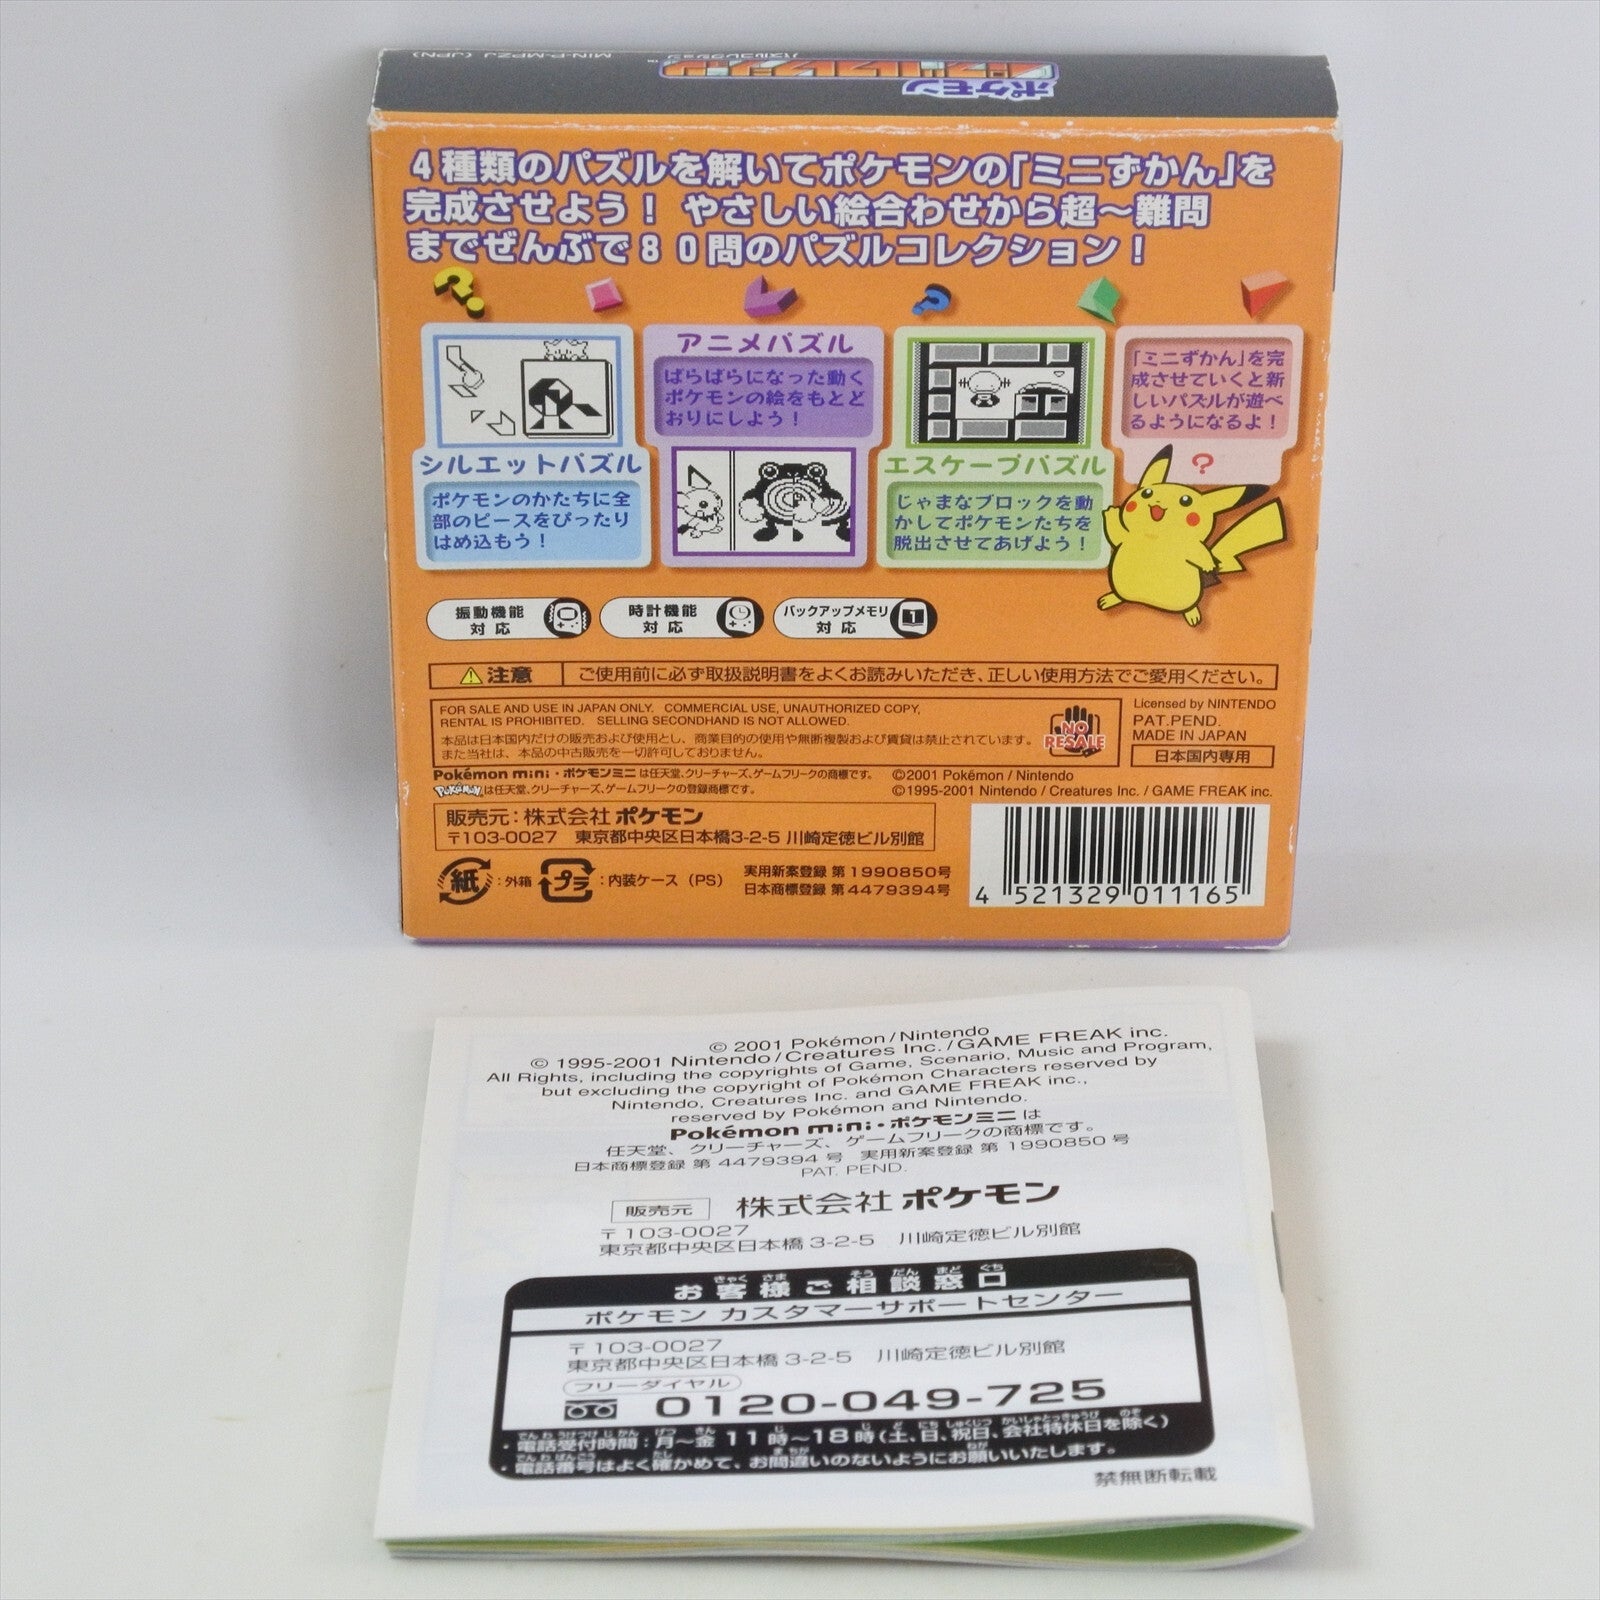 MIN-P-MPZJ (JPN)
パズルコレクション™
ポケモン
パズルコレクション
4種類のパズルを解いてポケモンの「ミニずかん」を
完成させよう! やさしい絵合わせから超〜難問
までぜんぶで80問のパズルコレクション!
シルエットパズル
ポケモンのかたちに全
部のピースをぴったり
はめ込もう!
アニメパズル
ばらばらになった動く
ポケモンの絵をもとど
おりにしよう!
エスケープパズル
じゃまなブロックを動
かしてポケモンたちを
脱出させてあげよう!
「ミニずかん」を完
成させていくと新
しいパズルが遊べ
るようになるよ!
?
振動機能
対応
時計機能
対応
バックアップメモリ
対応
注意
ご使用前に必ず取扱説明書をよくお読みいただき、正しい使用方法でご愛用ください。
FOR SALE AND USE IN JAPAN ONLY. COMMERCIAL USE, UNAUTHORIZED COPY,
RENTAL IS PROHIBITED. SELLING SECONDHAND IS NOT ALLOWED.
本品は日本国内だけの販売および使用とし、商業目的の使用や無断複製および賃貸は禁止されています。
また当社は、本品の中古販売を一切許可しておりません。
NO
RESALE
Licensed by NINTENDO
PAT.PEND.
MADE IN JAPAN
日本国内専用
Pokémon mini・ポケモンミニ は任天堂、クリーチャーズ、ゲームフリークの商標です。
POKéMON は任天堂、クリーチャーズ、ゲームフリークの登録商標です。
©2001 Pokémon / Nintendo
©1995-2001 Nintendo / Creatures Inc. / GAME FREAK inc.
販売元:株式会社 ポケモン
〒103-0027 東京都中央区日本橋3-2-5 川崎定徳ビル別館
紙 :外箱 プラ :内装ケース (PS)
実用新案登録 第1990850号
日本商標登録 第4479394号
4 521329 011165
© 2001 Pokémon / Nintendo
© 1995-2001 Nintendo / Creatures Inc. / GAME FREAK inc.
All Rights, including the copyrights of Game, Scenario, Music and Program,
but excluding the copyright of Pokémon Characters reserved by
Nintendo, Creatures Inc. and GAME FREAK inc.,
reserved by Pokémon and Nintendo.
Pokémon mini・ポケモンミニ は
任天堂、クリーチャーズ、ゲームフリークの商標です。
日本商標登録 第 4479394 号 実用新案登録 第 1990850 号
PAT. PEND.
販売元 株式会社 ポケモン
〒103-0027
東京都中央区日本橋 3-2-5 川崎定徳ビル別館
お客様ご相談窓口
ポケモン カスタマーサポートセンター
〒103-0027
東京都中央区日本橋 3-2-5 川崎定徳ビル別館
フリーダイヤル
0120-049-725
・電話受付時間:月〜金 11時〜18時(土、日、祝日、会社特休日を除く)
・電話番号はよく確かめて、お間違いのないようにお願いいたします。
禁無断転載